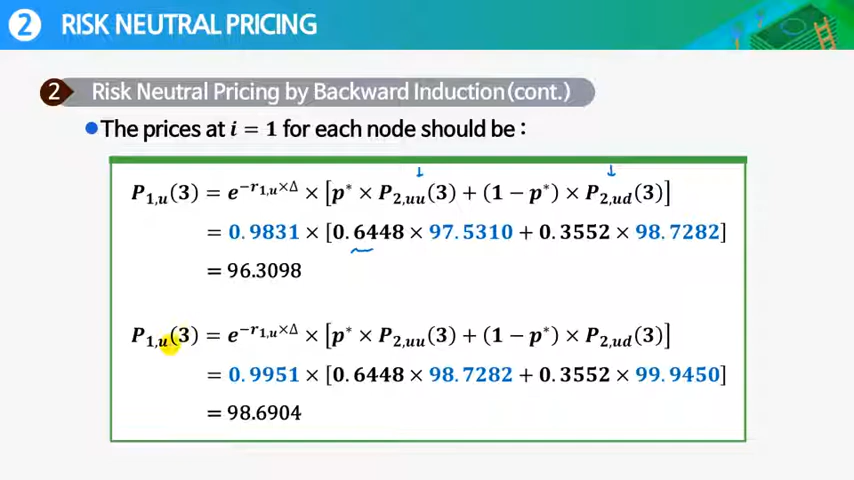 2 RISK NEUTRAL PRICING
2 Risk Neutral Pricing by Backward Induction(cont.)
●The prices at i = 1 for each node should be :
P₁,ᵤ(3) = e^{−r₁,ᵤ×Δ} × [p* × P₂,ᵤᵤ(3) + (1 − p*) × P₂,ᵤd(3)]
= 0.9831 × [0.6448 × 97.5310 + 0.3552 × 98.7282]
= 96.3098
P₁,ᵤ(3) = e^{−r₁,ᵤ×Δ} × [p* × P₂,ᵤᵤ(3) + (1 − p*) × P₂,ᵤd(3)]
= 0.9951 × [0.6448 × 98.7282 + 0.3552 × 99.9450]
= 98.6904